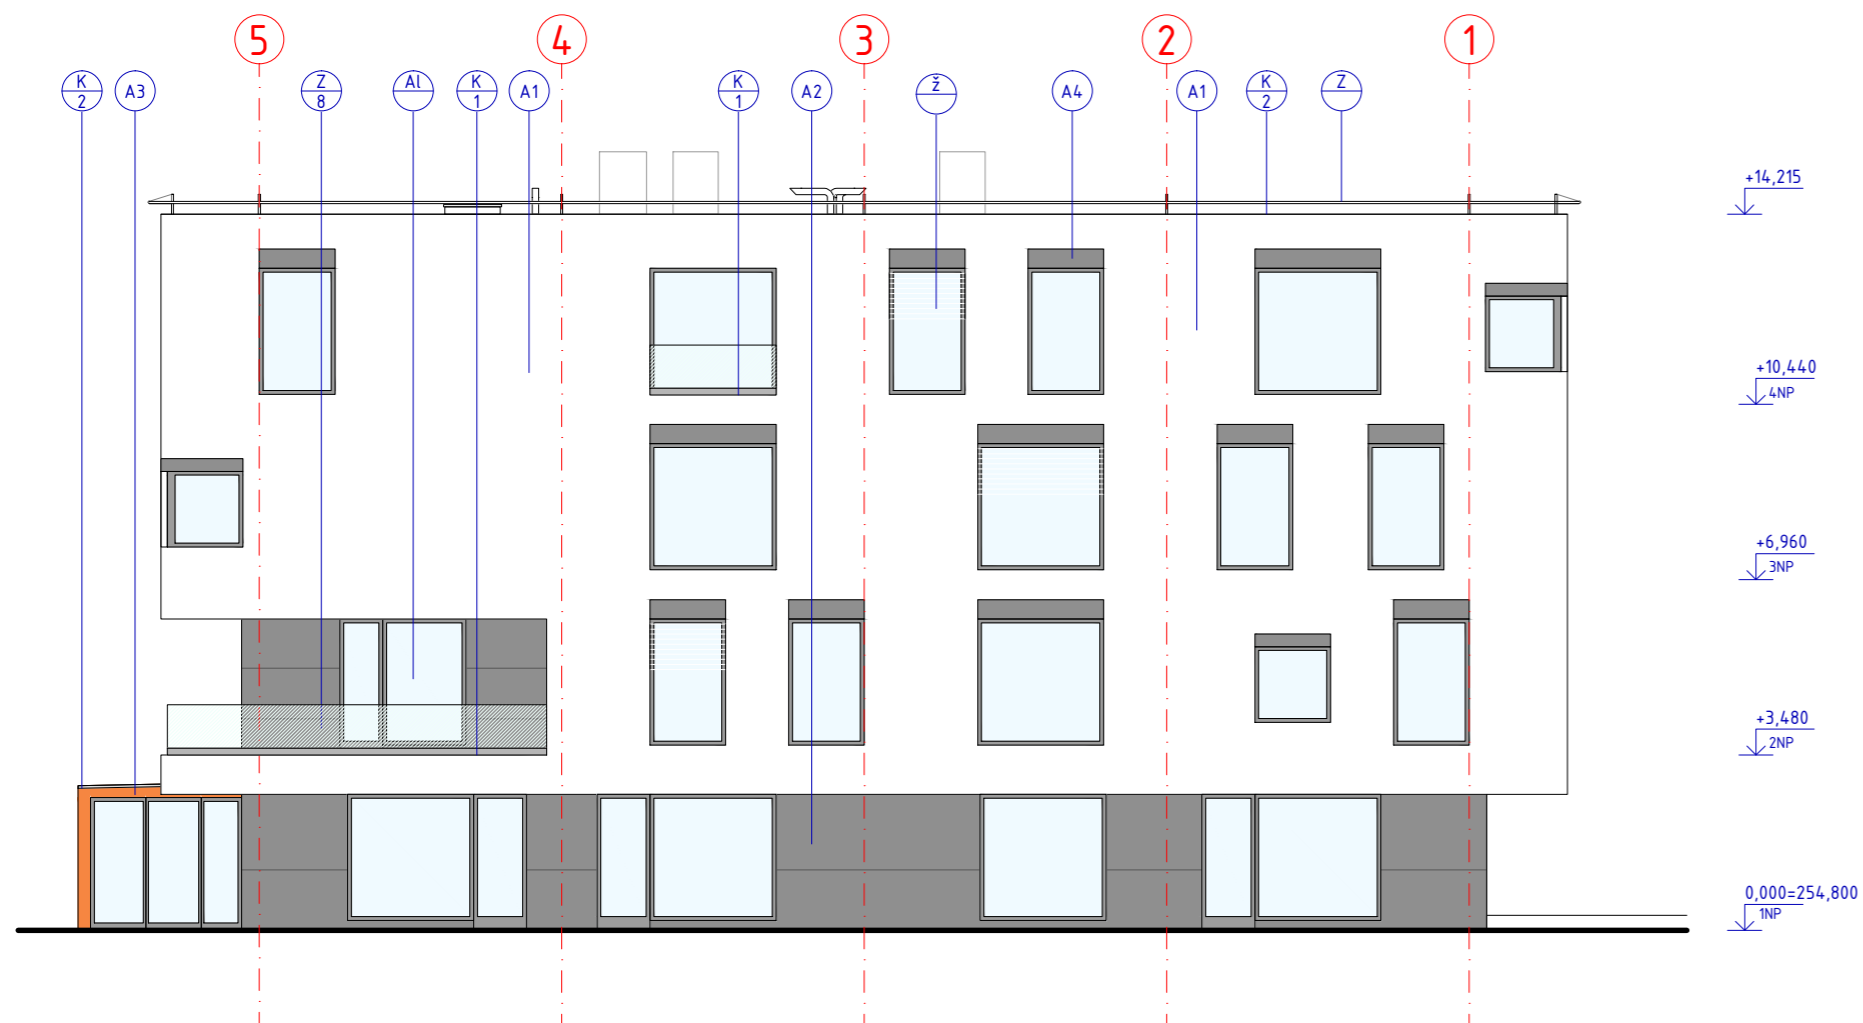 5 4 3 2 1
K 2
A3
Z 8
Al
K 1
A1
K 1
A2
ž
A4
A1
K 2
Z
+14,215
+10,440
4NP
+6,960
3NP
+3,480
2NP
0,000=254,800
1NP